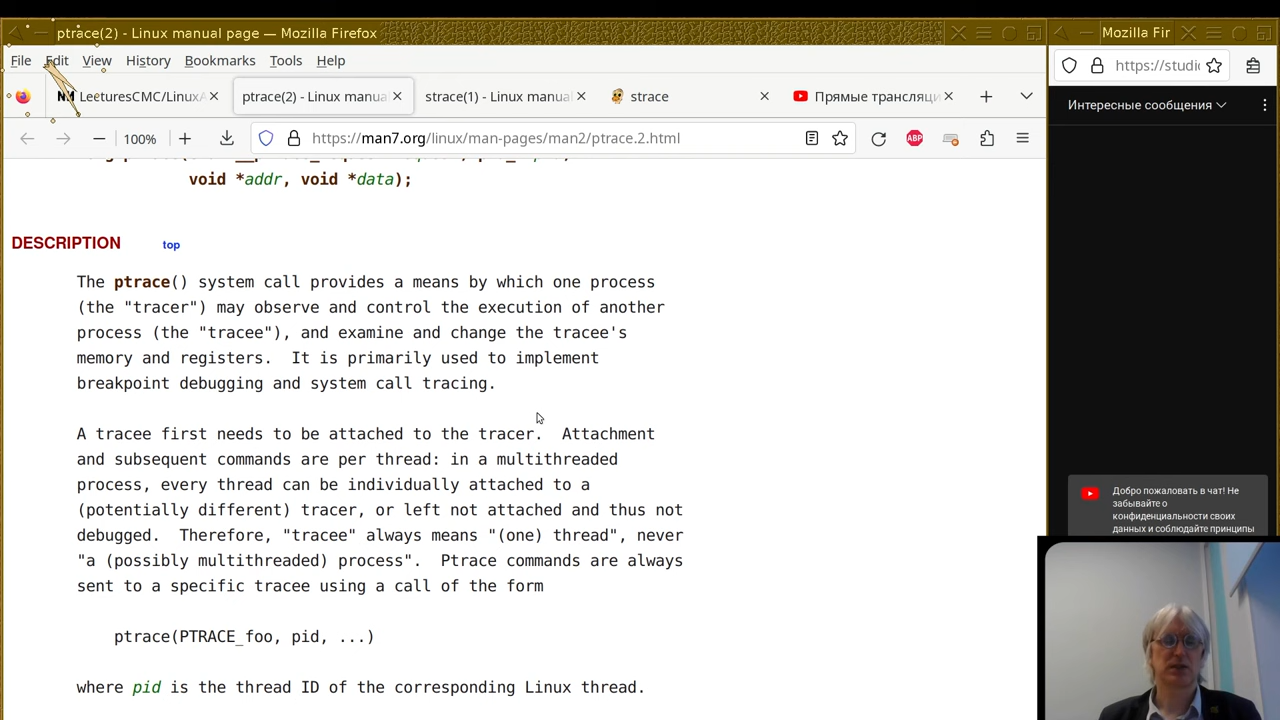 ptrace(2) - Linux manual page — Mozilla Firefox
Mozilla Fir
File Edit View History Bookmarks Tools Help
https://studi
LecturesCMC/LinuxA
ptrace(2) - Linux manua
strace(1) - Linux manual
strace
Прямые трансляц
Интересные сообщения
100%
https://man7.org/linux/man-pages/man2/ptrace.2.html
ABP
void *addr, void *data);
DESCRIPTION top
The ptrace() system call provides a means by which one process
(the "tracer") may observe and control the execution of another
process (the "tracee"), and examine and change the tracee's
memory and registers. It is primarily used to implement
breakpoint debugging and system call tracing.
A tracee first needs to be attached to the tracer. Attachment
and subsequent commands are per thread: in a multithreaded
process, every thread can be individually attached to a
(potentially different) tracer, or left not attached and thus not
debugged. Therefore, "tracee" always means "(one) thread", never
"a (possibly multithreaded) process". Ptrace commands are always
sent to a specific tracee using a call of the form
ptrace(PTRACE_foo, pid, ...)
where pid is the thread ID of the corresponding Linux thread.
Добро пожаловать в чат! Не
забывайте о
конфиденциальности своих
данных и соблюдайте принципы